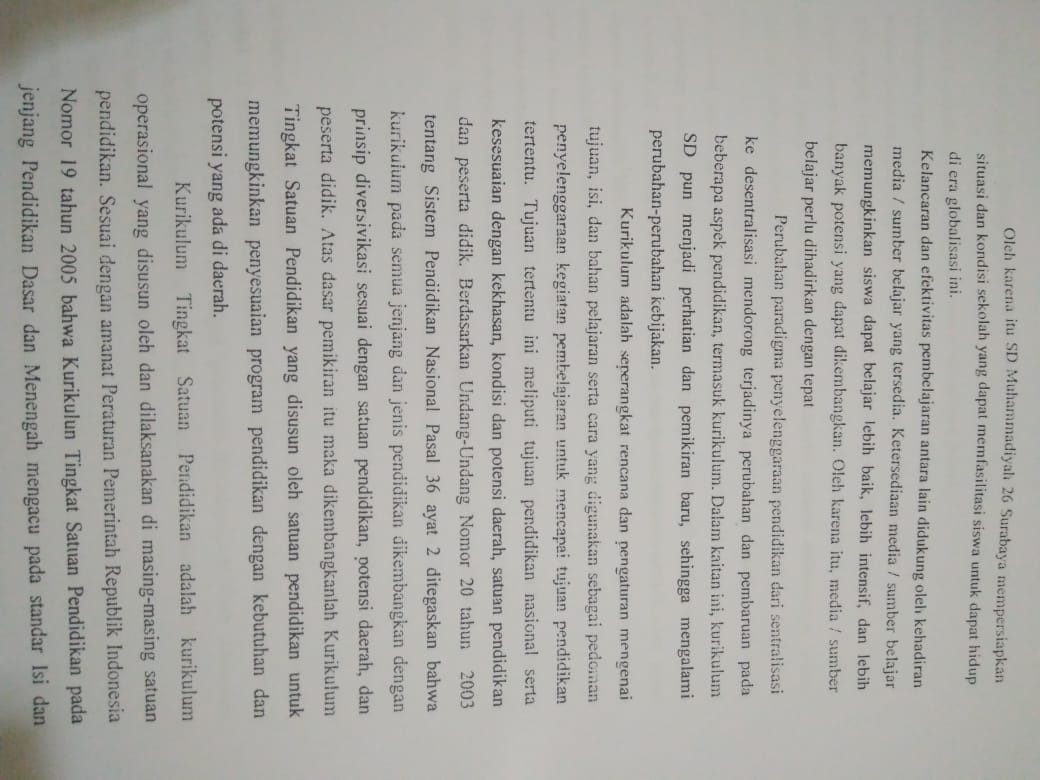 Oleh karena itu SD Muhammadiyah 26 Surabaya mempersiapkan
situasi dan kondisi sekolah yang dapat memfasilitasi siswa untuk dapat hidup
di era globalisasi ini.
Kelancaran dan efektivitas pembelajaran antara lain didukung oleh kehadiran
media / sumber belajar yang tersedia. Ketersediaan media / sumber belajar
memungkinkan siswa dapat belajar lebih baik, lebih intensif, dan lebih
banyak potensi yang dapat dikembangkan. Oleh karena itu, media / sumber
belajar perlu dihadirkan dengan tepat
Perubahan paradigma penyelenggaraan pendidikan dari sentralisasi
ke desentralisasi mendorong terjadinya perubahan dan pembaruan pada
beberapa aspek pendidikan, termasuk kurikulum. Dalam kaitan ini, kurikulum
SD pun menjadi perhatian dan pemikiran baru, sehingga mengalami
perubahan-perubahan kebijakan.
Kurikulum adalah seperangkat rencana dan pengaturan mengenai
tujuan, isi, dan bahan pelajaran serta cara yang digunakan sebagai pedoman
penyelenggaraan kegiatan pembelajaran untuk mencapai tujuan pendidikan
tertentu. Tujuan tertentu ini meliputi tujuan pendidikan nasional serta
kesesuaian dengan kekhasan, kondisi dan potensi daerah, satuan pendidikan
dan peserta didik. Berdasarkan Undang-Undang Nomor 20 tahun 2003
tentang Sistem Pendidikan Nasional Pasal 36 ayat 2 ditegaskan bahwa
kurikulum pada semua jenjang dan jenis pendidikan dikembangkan dengan
prinsip diversivikasi sesuai dengan satuan pendidikan, potensi daerah, dan
peserta didik. Atas dasar pemikiran itu maka dikembangkanlah Kurikulum
Tingkat Satuan Pendidikan yang disusun oleh satuan pendidikan untuk
memungkinkan penyesuaian program pendidikan dengan kebutuhan dan
potensi yang ada di daerah.
Kurikulum Tingkat Satuan Pendidikan adalah kurikulum
operasional yang disusun oleh dan dilaksanakan di masing-masing satuan
pendidikan. Sesuai dengan amanat Peraturan Pemerintah Republik Indonesia
Nomor 19 tahun 2005 bahwa Kurikulun Tingkat Satuan Pendidikan pada
jenjang Pendidikan Dasar dan Menengah mengacu pada standar Isi dan